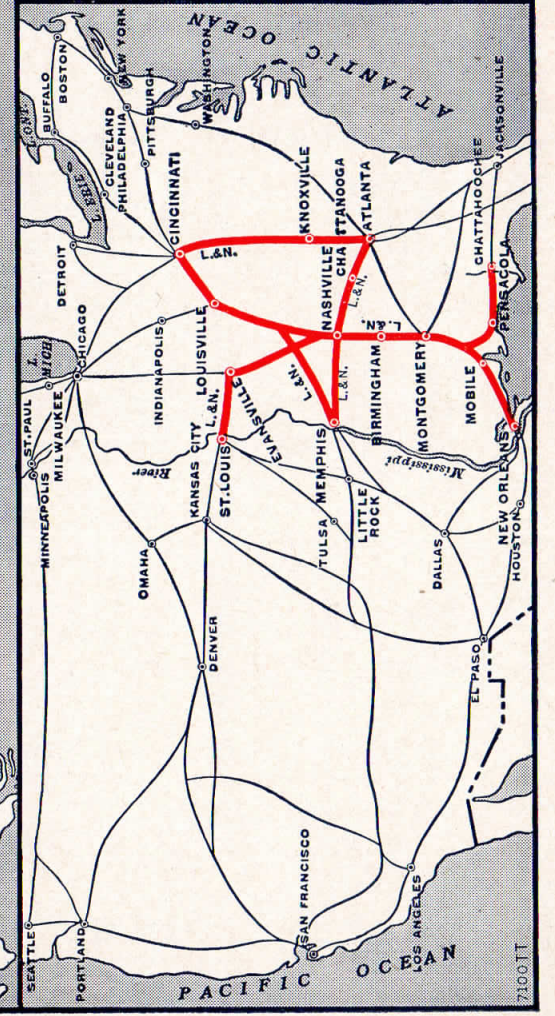 SEATTLE
PORTLAND
SAN FRANCISCO
LOS ANGELES
PACIFIC OCEAN
MINNEAPOLIS
ST. PAUL
MILWAUKEE
L. MICH
CHICAGO
DETROIT
L. ERIE
L. ONT.
BUFFALO
BOSTON
NEW YORK
CLEVELAND
PHILADELPHIA
PITTSBURGH
WASHINGTON
ATLANTIC OCEAN
OMAHA
DENVER
KANSAS CITY
River
ST. LOUIS
L. & N.
INDIANAPOLIS
LOUISVILLE
EVANSVILLE
L. & N.
CINCINNATI
L. & N.
KNOXVILLE
NASHVILLE
CHATTANOOGA
L. & N.
ATLANTA
TULSA
LITTLE
ROCK
MEMPHIS
L. & N.
BIRMINGHAM
L. & N.
MONTGOMERY
Mississippi
DALLAS
EL PASO
HOUSTON
NEW ORLEANS
MOBILE
PENSACOLA
CHATTAHOOCHEE
JACKSONVILLE
7100TT